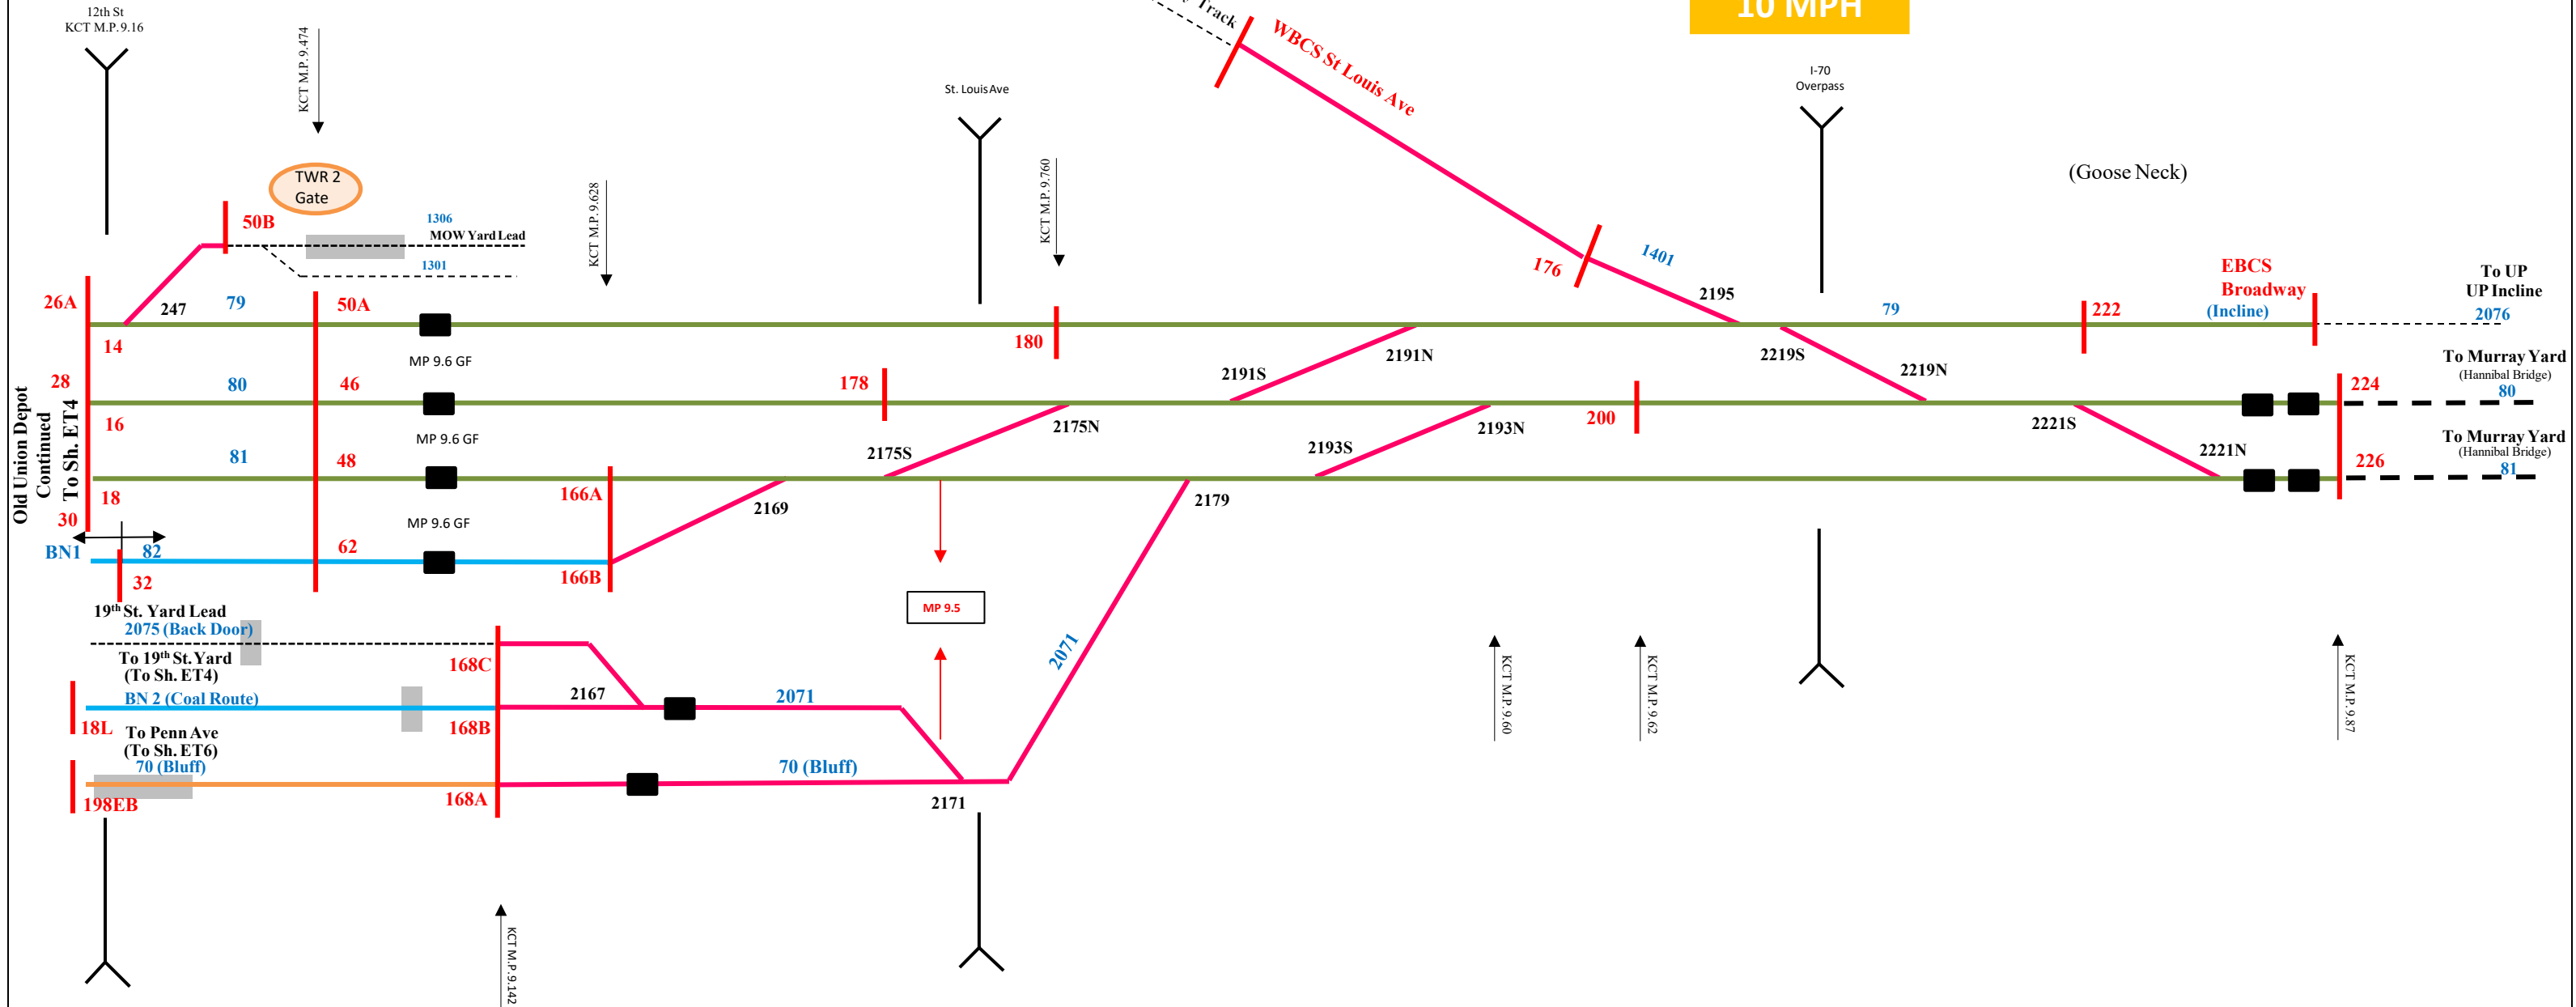 10 MPH
12th St
KCT M.P. 9.16
KCT M.P. 9.474
Track
WBCS St Louis Ave
I-70
Overpass
St. Louis Ave
TWR 2
Gate
KCT M.P. 9.628
KCT M.P. 9.760
(Goose Neck)
50B
1306
MOW Yard Lead
1301
176
1401
2195
EBCS
Broadway
(Incline)
To UP
UP Incline
2076
26A
247
79
50A
14
180
79
222
MP 9.6 GF
2191N
2219S
2219N
To Murray Yard
(Hannibal Bridge)
80
28
80
46
178
2191S
224
16
200
2175N
2193N
2221S
MP 9.6 GF
81
48
2175S
2193S
2221N
To Murray Yard
(Hannibal Bridge)
81
226
Old Union Depot
Continued
To Sh. ET4
18
30
166A
2169
2179
MP 9.6 GF
BN1
82
62
32
166B
MP 9.5
19th St. Yard Lead
2075 (Back Door)
To 19th St. Yard
(To Sh. ET4)
168C
2071
BN 2 (Coal Route)
2167
2071
18L
168B
To Penn Ave
(To Sh. ET6)
70 (Bluff)
70 (Bluff)
198EB
168A
2171
KCT M.P. 9.60
KCT M.P. 9.62
KCT M.P. 9.87
KCT M.P. 9.142